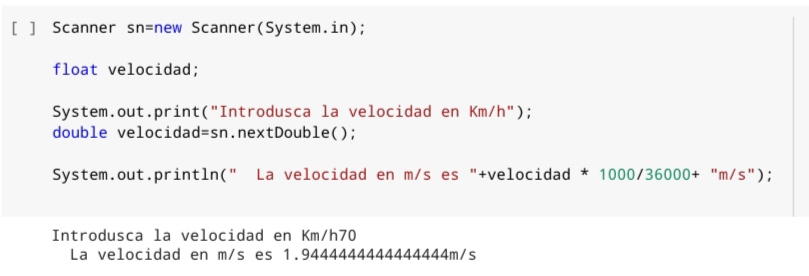 [ ] Scanner sn=new Scanner(System.in);
float velocidad;
System.out.print("Introdusca la velocidad en Km/h");
double velocidad=sn.nextDouble();
System.out.println("  La velocidad en m/s es "+velocidad * 1000/36000+ "m/s");
Introdusca la velocidad en Km/h70
  La velocidad en m/s es 1.9444444444444444m/s